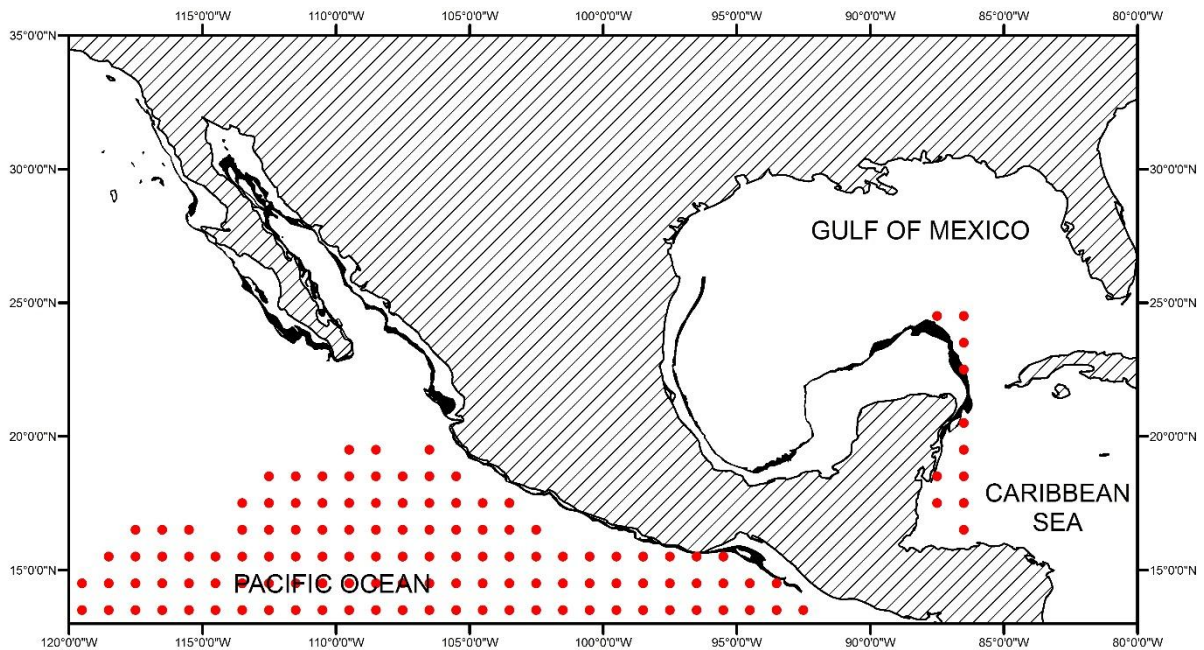 115°0'0"W 110°0'0"W 105°0'0"W 100°0'0"W 95°0'0"W 90°0'0"W 85°0'0"W 80°0'0"W
35°0'0"N
30°0'0"N 30°0'0"N
GULF OF MEXICO
25°0'0"N 25°0'0"N
20°0'0"N 20°0'0"N
CARIBBEAN
SEA
15°0'0"N PACIFIC OCEAN 15°0'0"N
120°0'0"W 115°0'0"W 110°0'0"W 105°0'0"W 100°0'0"W 95°0'0"W 90°0'0"W 85°0'0"W 80°0'0"W